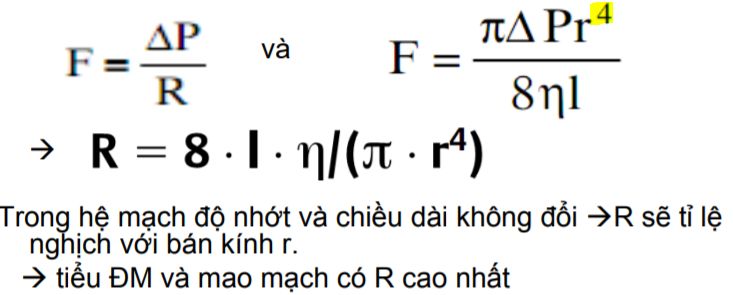 F = ΔP/R và F = πΔPr⁴/8ηl
→ R = 8 · l · η/(π · r⁴)
Trong hệ mạch độ nhớt và chiều dài không đổi →R sẽ tỉ lệ
nghịch với bán kính r.
→ tiểu ĐM và mao mạch có R cao nhất